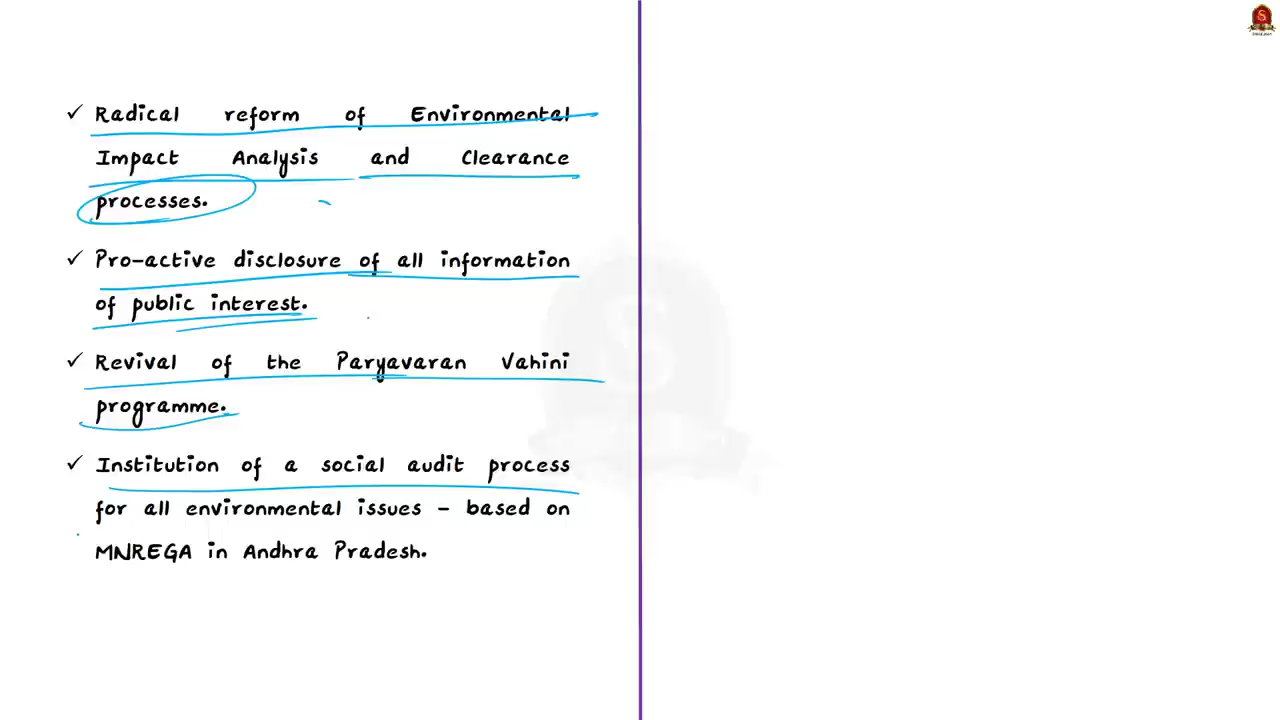 ✓ Radical reform of Environmental
Impact Analysis and Clearance
processes.
✓ Pro-active disclosure of all information
of public interest.
✓ Revival of the Paryavaran Vahini
programme.
✓ Institution of a social audit process
for all environmental issues - based on
MNREGA in Andhra Pradesh.